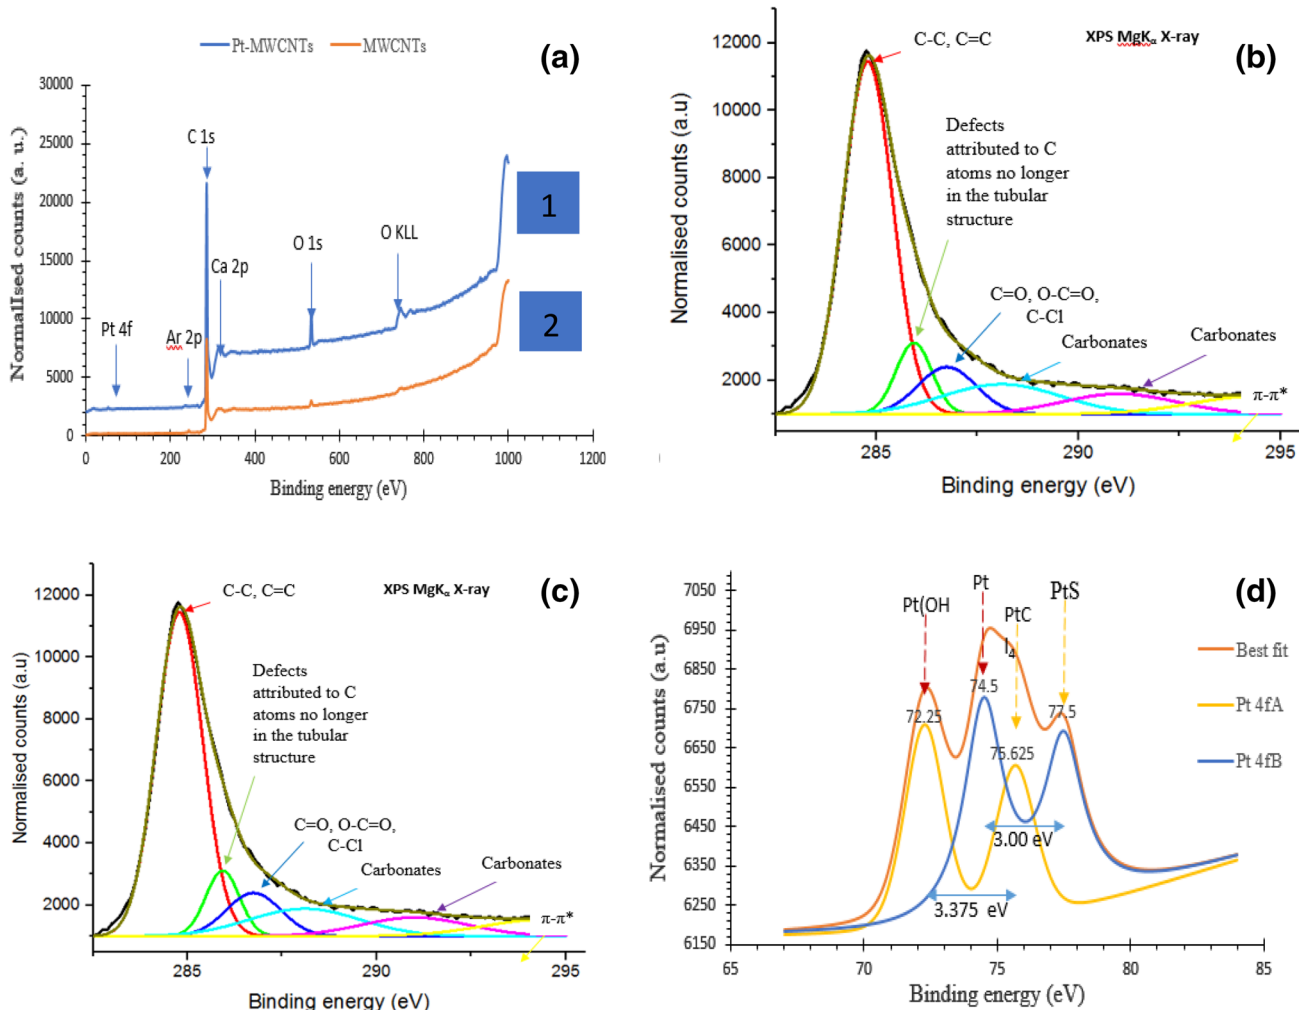 Pt-MWCNTs MWCNTs
(a)
30000
25000
20000
15000
10000
5000
0
Normalised counts (a. u.)
C 1s
Ca 2p
O 1s
O KLL
Pt 4f
Ar 2p
1
2
0 200 400 600 800 1000 1200
Binding energy (eV)
(b)
XPS MgKα X-ray
12000
10000
8000
6000
4000
2000
Normalised counts (a.u)
C-C, C=C
Defects
attributed to C
atoms no longer
in the tubular
structure
C=O, O-C=O,
C-Cl
Carbonates
Carbonates
π-π*
285 290 295
Binding energy (eV)
(c)
XPS MgKα X-ray
12000
10000
8000
6000
4000
2000
Normalised counts (a.u)
C-C, C=C
Defects
attributed to C
atoms no longer
in the tubular
structure
C=O, O-C=O,
C-Cl
Carbonates
Carbonates
π-π*
285 290 295
Binding energy (eV)
(d)
7050
6950
6850
6750
6650
6550
6450
6350
6250
6150
Normalised counts (a.u)
Pt(OH
Pt
PtC
l4
PtS
72.25
74.5
75.625
77.5
3.00 eV
3.375 eV
Best fit
Pt 4fA
Pt 4fB
65 70 75 80 85
Binding energy (eV)